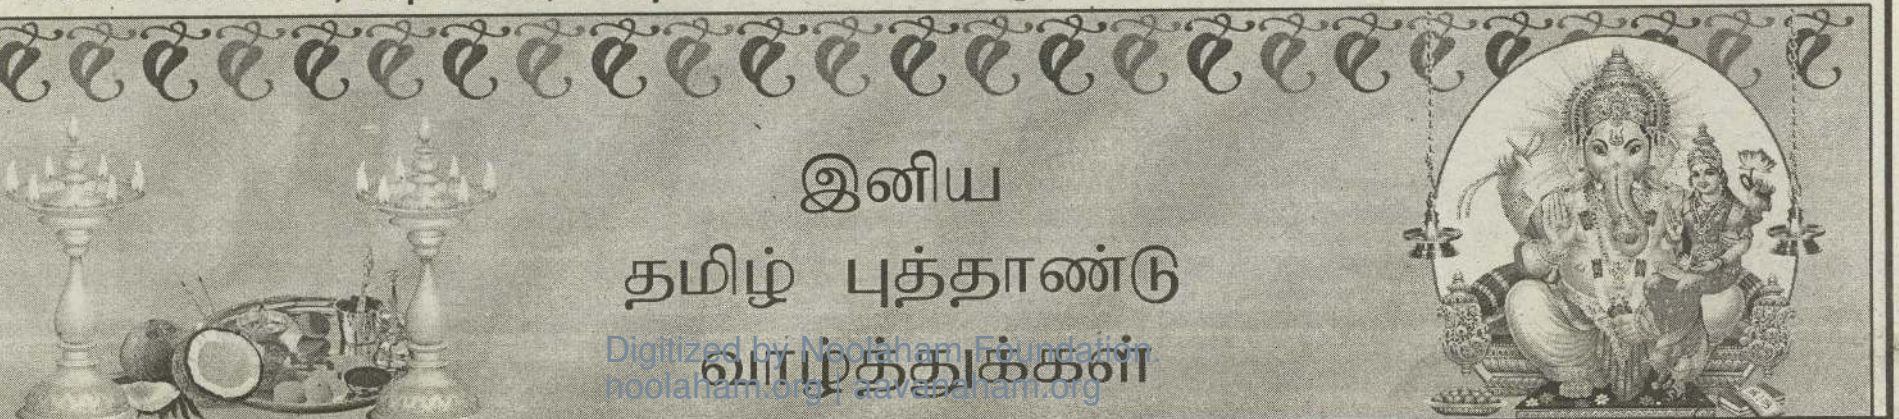 இனிய
தமிழ் புத்தாண்டு
வாழ்த்துக்கள்
Digitized by Noolaham Foundation.
noolaham.org | aavanaham.org